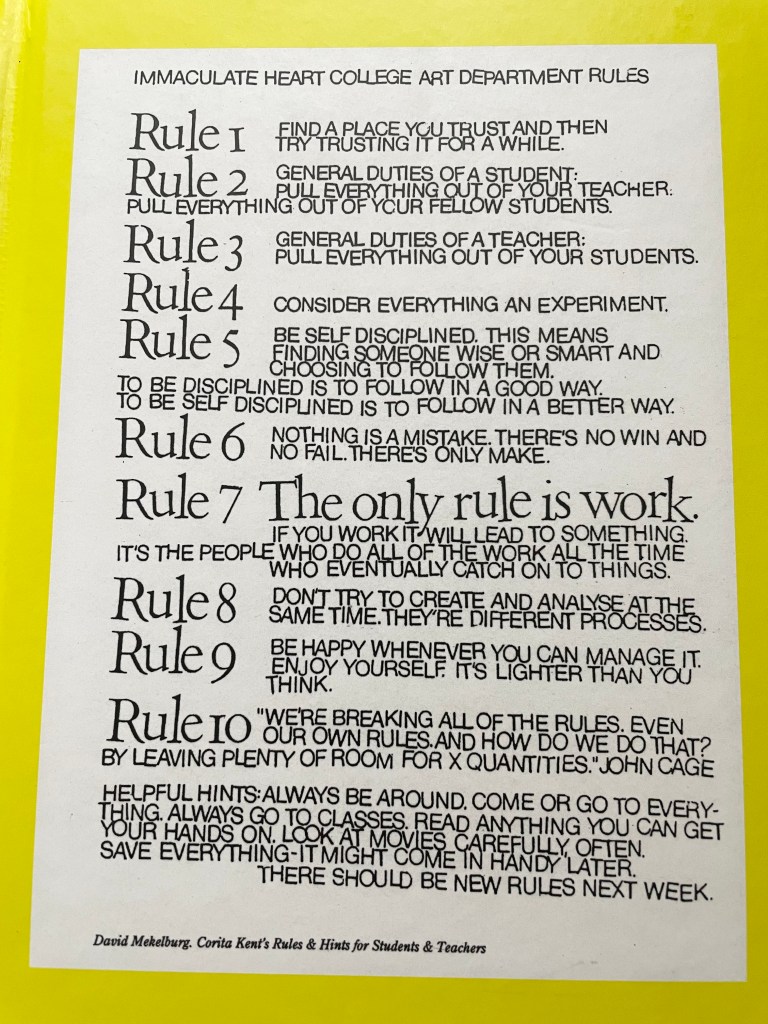 IMMACULATE HEART COLLEGE ART DEPARTMENT RULES
Rule 1 FIND A PLACE YOU TRUST AND THEN
TRY TRUSTING IT FOR A WHILE.
Rule 2 GENERAL DUTIES OF A STUDENT:
PULL EVERYTHING OUT OF YOUR TEACHER:
PULL EVERYTHING OUT OF YOUR FELLOW STUDENTS.
Rule 3 GENERAL DUTIES OF A TEACHER:
PULL EVERYTHING OUT OF YOUR STUDENTS.
Rule 4 CONSIDER EVERYTHING AN EXPERIMENT.
Rule 5 BE SELF DISCIPLINED. THIS MEANS
FINDING SOMEONE WISE OR SMART AND
CHOOSING TO FOLLOW THEM.
TO BE DISCIPLINED IS TO FOLLOW IN A GOOD WAY.
TO BE SELF DISCIPLINED IS TO FOLLOW IN A BETTER WAY.
Rule 6 NOTHING IS A MISTAKE. THERE'S NO WIN AND
NO FAIL. THERE'S ONLY MAKE.
Rule 7 The only rule is work.
IF YOU WORK IT WILL LEAD TO SOMETHING.
IT'S THE PEOPLE WHO DO ALL OF THE WORK ALL THE TIME
WHO EVENTUALLY CATCH ON TO THINGS.
Rule 8 DON'T TRY TO CREATE AND ANALYSE AT THE
SAME TIME. THEY'RE DIFFERENT PROCESSES.
Rule 9 BE HAPPY WHENEVER YOU CAN MANAGE IT.
ENJOY YOURSELF. IT'S LIGHTER THAN YOU
THINK.
Rule 10 "WE'RE BREAKING ALL OF THE RULES. EVEN
OUR OWN RULES. AND HOW DO WE DO THAT?
BY LEAVING PLENTY OF ROOM FOR X QUANTITIES." JOHN CAGE
HELPFUL HINTS: ALWAYS BE AROUND. COME OR GO TO EVERY-
THING. ALWAYS GO TO CLASSES. READ ANYTHING YOU CAN GET
YOUR HANDS ON. LOOK AT MOVIES CAREFULLY, OFTEN.
SAVE EVERYTHING-IT MIGHT COME IN HANDY LATER.
THERE SHOULD BE NEW RULES NEXT WEEK.
David Mekelburg. Corita Kent's Rules & Hints for Students & Teachers